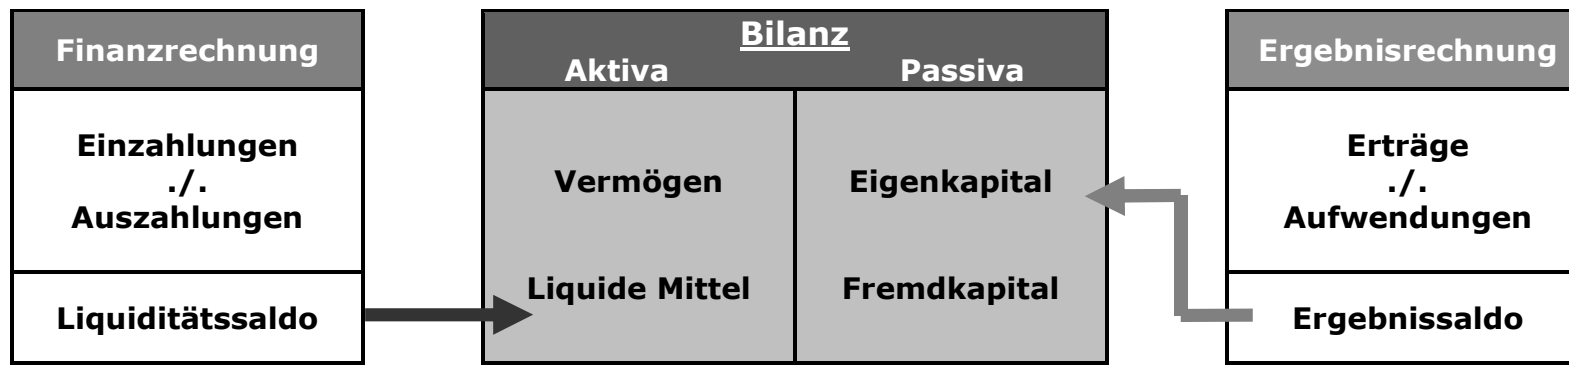 Finanzrechnung
Einzahlungen
./.
Auszahlungen
Liquiditätssaldo
Bilanz
Aktiva Passiva
Vermögen Eigenkapital
Liquide Mittel Fremdkapital
Ergebnisrechnung
Erträge
./.
Aufwendungen
Ergebnissaldo